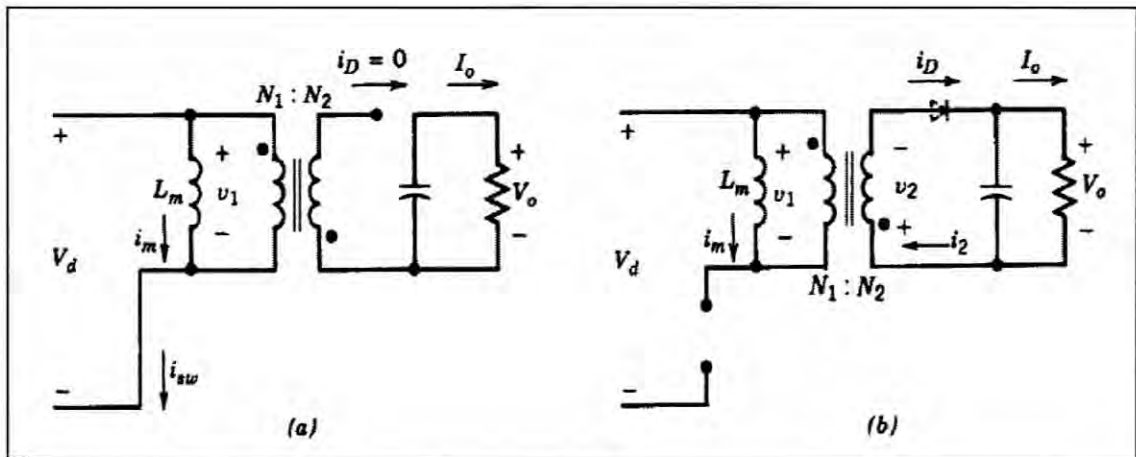 i_D = 0
I_o
N_1 : N_2
+
L_m
+
v_1
-
i_m
V_d
+
V_o
-
i_sw
-
(a)
i_D
I_o
+
L_m
+
v_1
-
i_m
V_d
-
v_2
+
i_2
+
V_o
-
N_1 : N_2
-
(b)